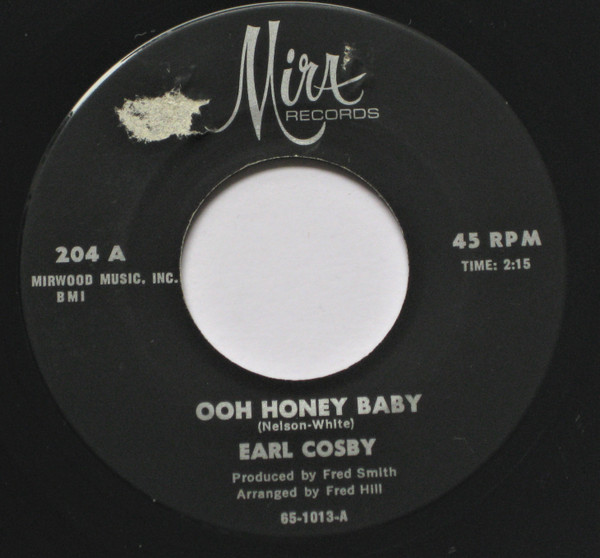 Mira
RECORDS
204 A
MIRWOOD MUSIC, INC.
BMI
45 RPM
TIME: 2:15
OOH HONEY BABY
(Nelson-White)
EARL COSBY
Produced by Fred Smith
Arranged by Fred Hill
65-1013-A